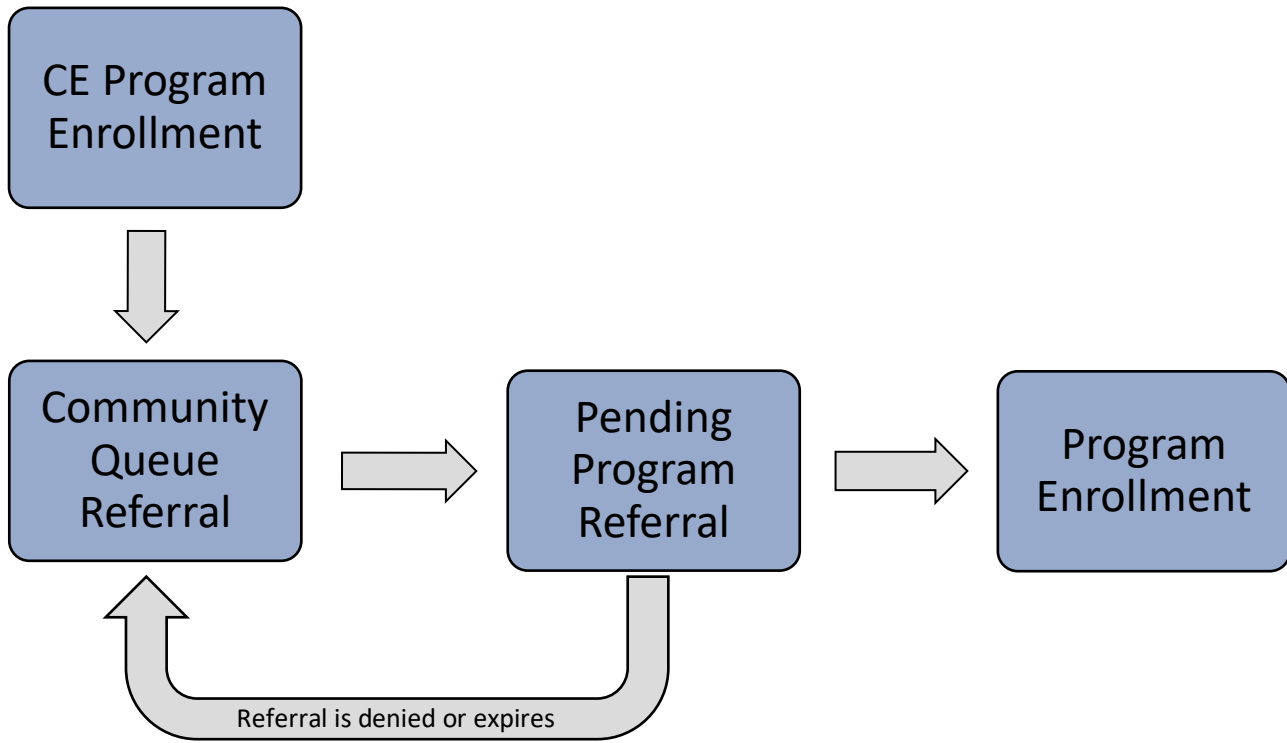 CE Program
Enrollment
Community
Queue
Referral
Pending
Program
Referral
Program
Enrollment
Referral is denied or expires